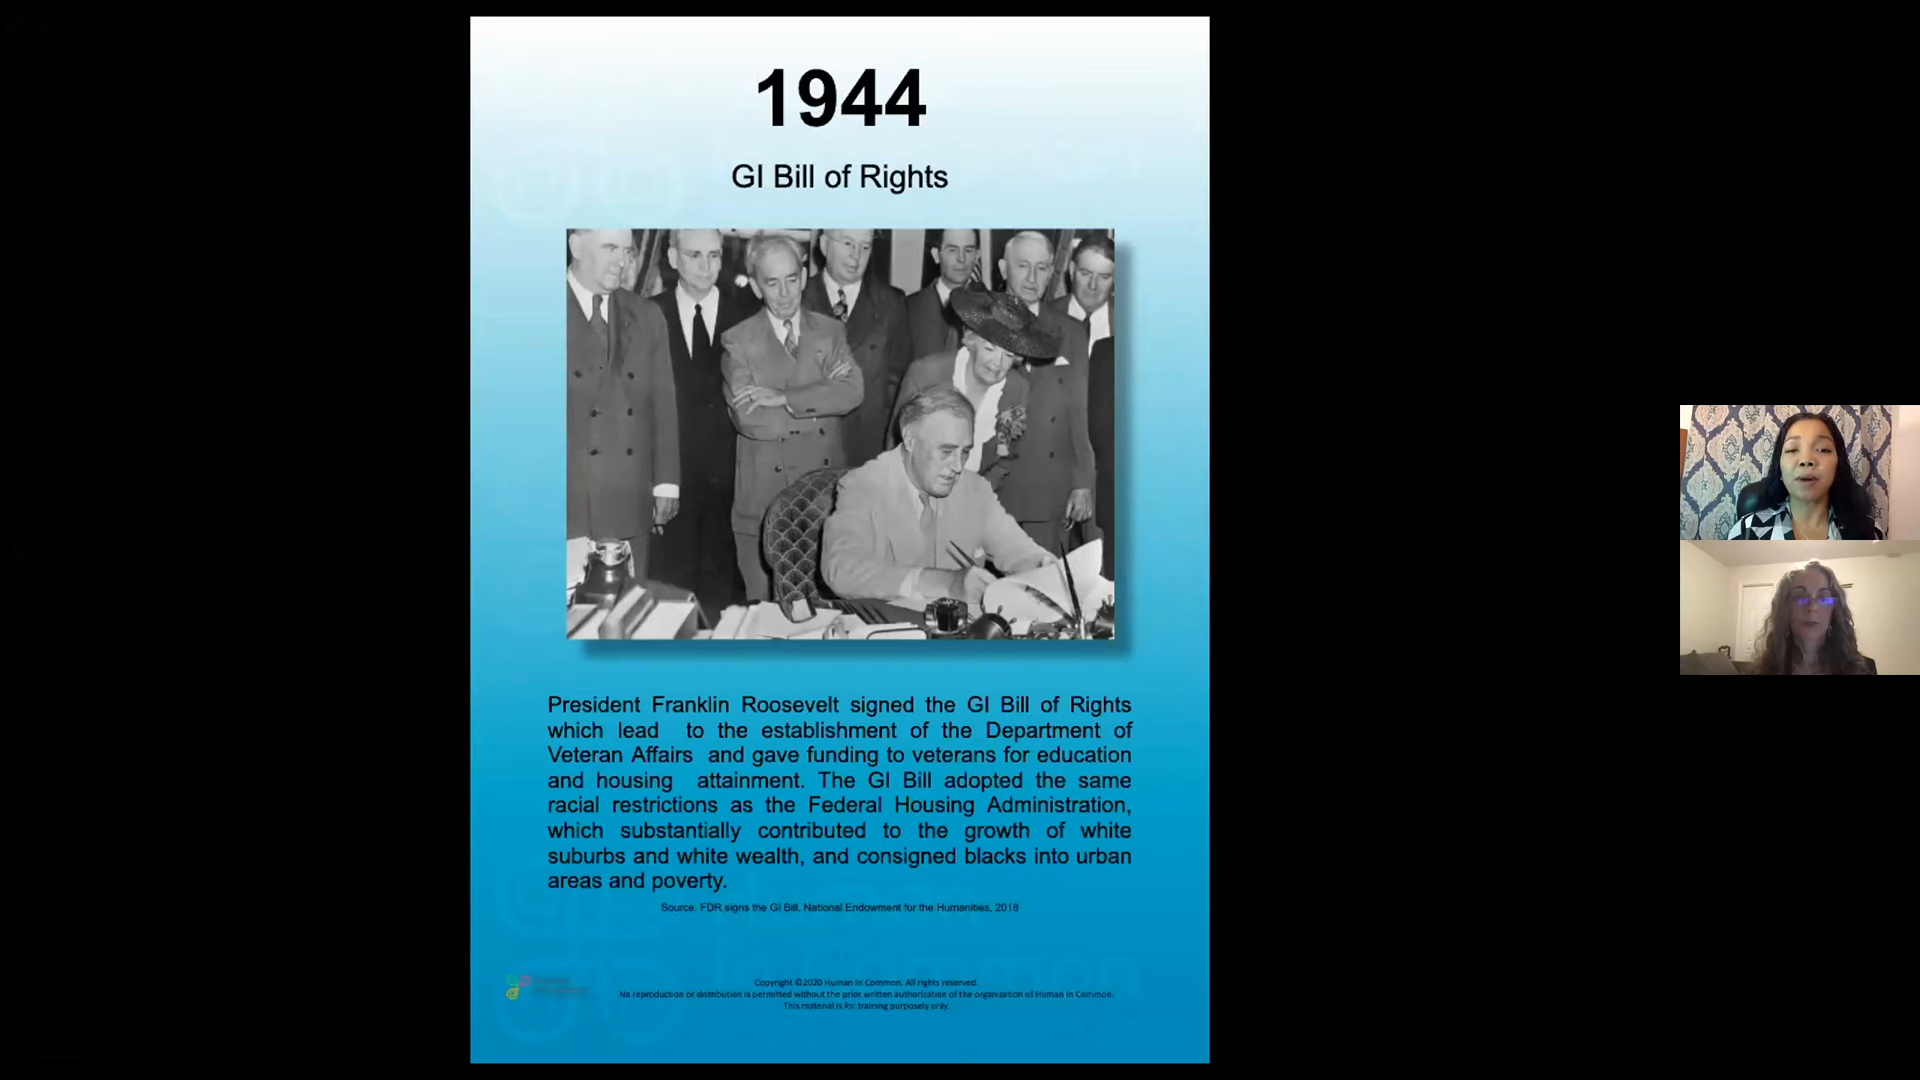 1944
GI Bill of Rights
President Franklin Roosevelt signed the GI Bill of Rights
which lead to the establishment of the Department of
Veteran Affairs and gave funding to veterans for education
and housing attainment. The GI Bill adopted the same
racial restrictions as the Federal Housing Administration,
which substantially contributed to the growth of white
suburbs and white wealth, and consigned blacks into urban
areas and poverty.
Source: FDR signs the GI Bill, National Endowment for the Humanities, 2018
Copyright ©2020 Human In Common. All rights reserved.
No reproduction or distribution is permitted without the prior written authorization of the organization of Human In Common.
This material is for training purposely only.